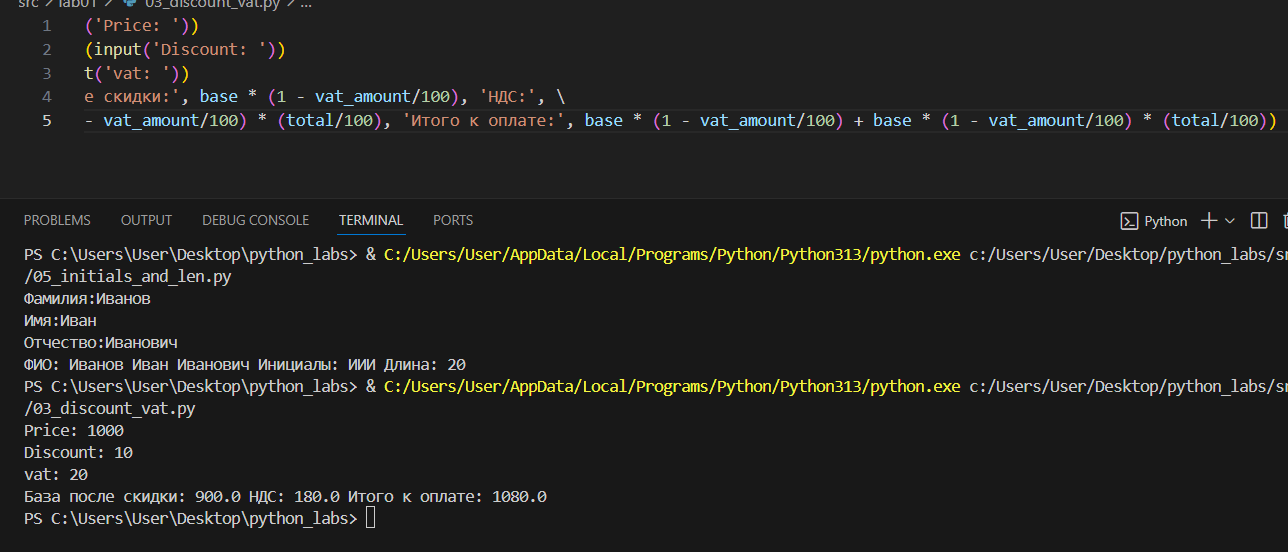 src > lab01 > 03_discount_vat.py > ...
1 ('Price: '))
2 (input('Discount: '))
3 t('vat: '))
4 е скидки:', base * (1 - vat_amount/100), 'НДС:', \
5 - vat_amount/100) * (total/100), 'Итого к оплате:', base * (1 - vat_amount/100) + base * (1 - vat_amount/100) * (total/100))
PROBLEMS OUTPUT DEBUG CONSOLE TERMINAL PORTS Python
PS C:\Users\User\Desktop\python_labs> & C:/Users/User/AppData/Local/Programs/Python/Python313/python.exe c:/Users/User/Desktop/python_labs/sr
/05_initials_and_len.py
Фамилия:Иванов
Имя:Иван
Отчество:Иванович
ФИО: Иванов Иван Иванович Инициалы: ИИИ Длина: 20
PS C:\Users\User\Desktop\python_labs> & C:/Users/User/AppData/Local/Programs/Python/Python313/python.exe c:/Users/User/Desktop/python_labs/sr
/03_discount_vat.py
Price: 1000
Discount: 10
vat: 20
База после скидки: 900.0 НДС: 180.0 Итого к оплате: 1080.0
PS C:\Users\User\Desktop\python_labs>